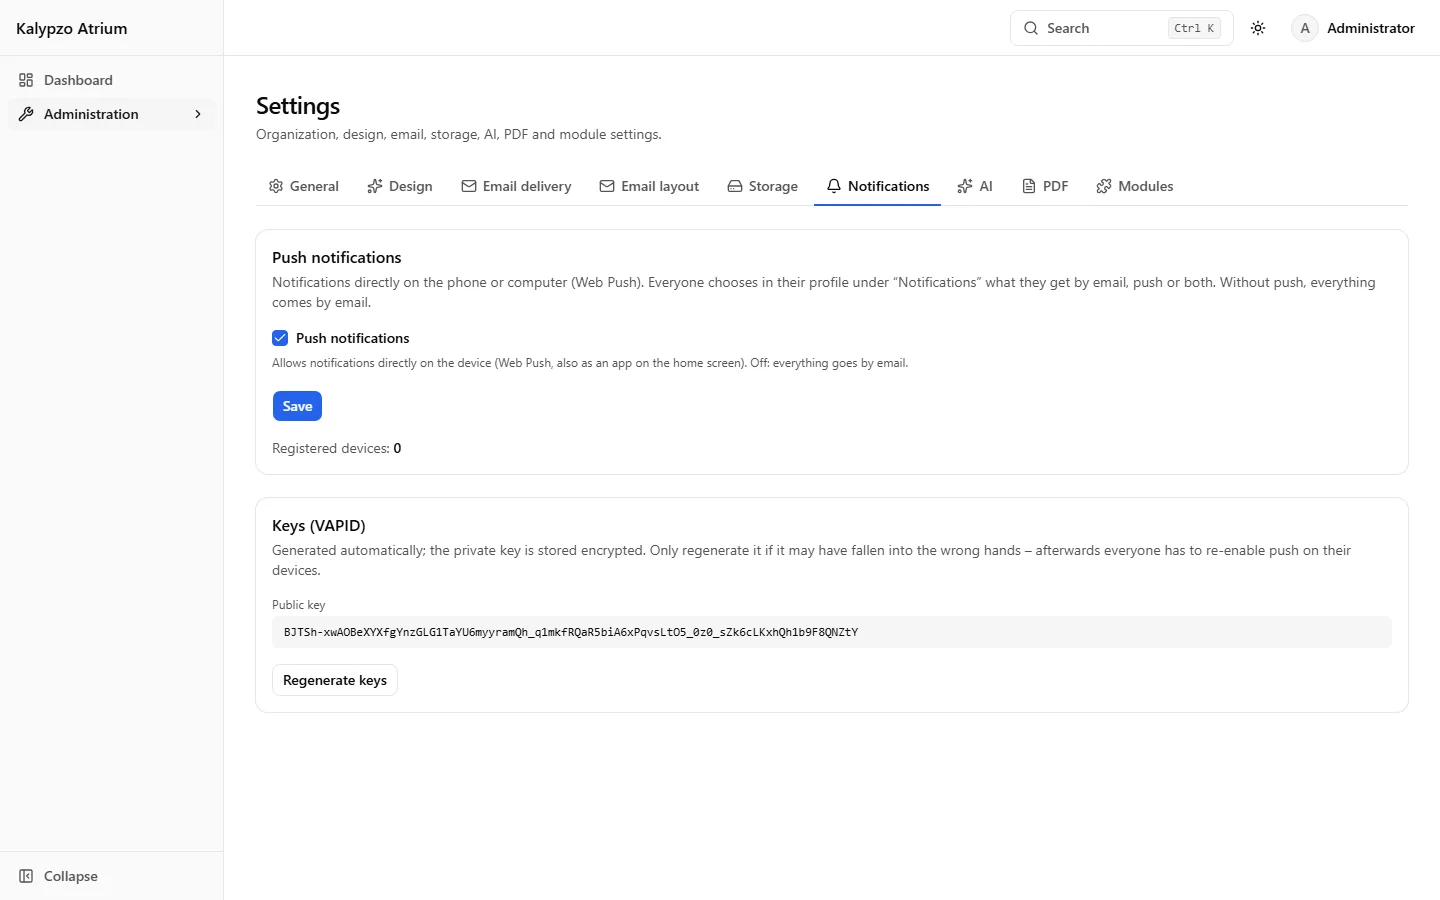 Kalypzo Atrium
Search
Ctrl K
A
Administrator
Dashboard
Administration
Settings
Organization, design, email, storage, AI, PDF and module settings.
General
Design
Email delivery
Email layout
Storage
Notifications
AI
PDF
Modules
Push notifications
Notifications directly on the phone or computer (Web Push). Everyone chooses in their profile under “Notifications” what they get by email, push or both. Without push, everything
comes by email.
Push notifications
Allows notifications directly on the device (Web Push, also as an app on the home screen). Off: everything goes by email.
Save
Registered devices: 0
Keys (VAPID)
Generated automatically; the private key is stored encrypted. Only regenerate it if it may have fallen into the wrong hands – afterwards everyone has to re-enable push on their
devices.
Public key
BJTSh-xwAOBeXYXfgYnzGLG1TaYU6myyramQh_q1mkfRQaR5biA6xPqvsLtO5_0z0_sZk6cLKxhQh1b9F8QNZtY
Regenerate keys
Collapse